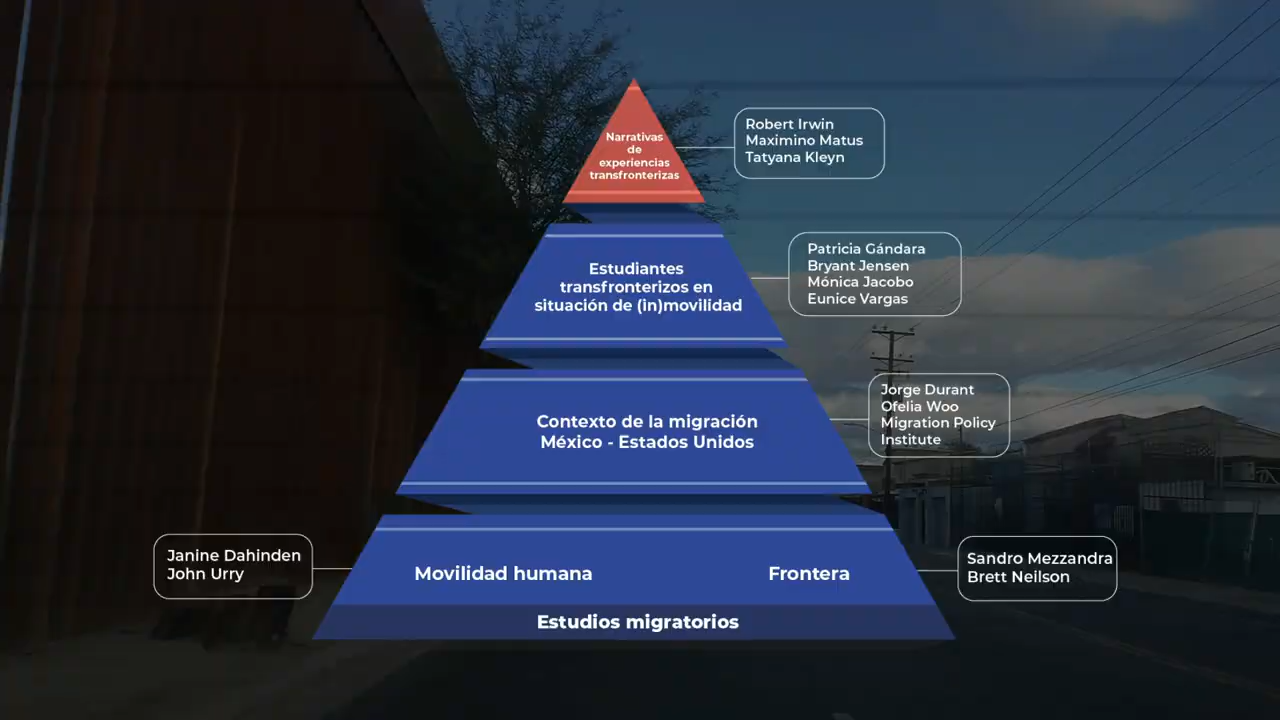 Narrativas
de
experiencias
transfronterizas
Robert Irwin
Maximino Matus
Tatyana Kleyn
Estudiantes
transfronterizos en
situación de (in)movilidad
Patricia Gándara
Bryant Jensen
Mónica Jacobo
Eunice Vargas
Contexto de la migración
México - Estados Unidos
Jorge Durant
Ofelia Woo
Migration Policy
Institute
Janine Dahinden
John Urry
Movilidad humana
Frontera
Sandro Mezzandra
Brett Neilson
Estudios migratorios